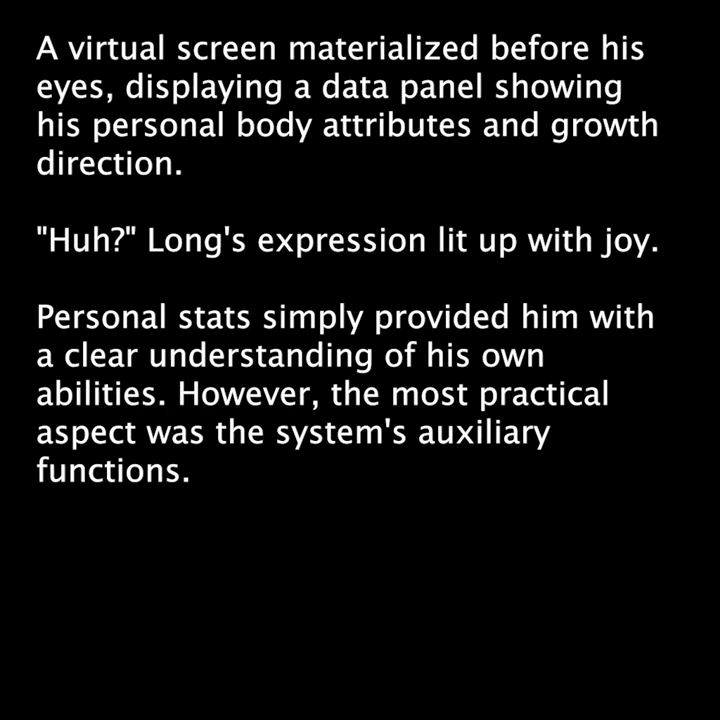 A virtual screen materialized before his
eyes, displaying a data panel showing
his personal body attributes and growth
direction.
"Huh?" Long's expression lit up with joy.
Personal stats simply provided him with
a clear understanding of his own
abilities. However, the most practical
aspect was the system's auxiliary
functions.